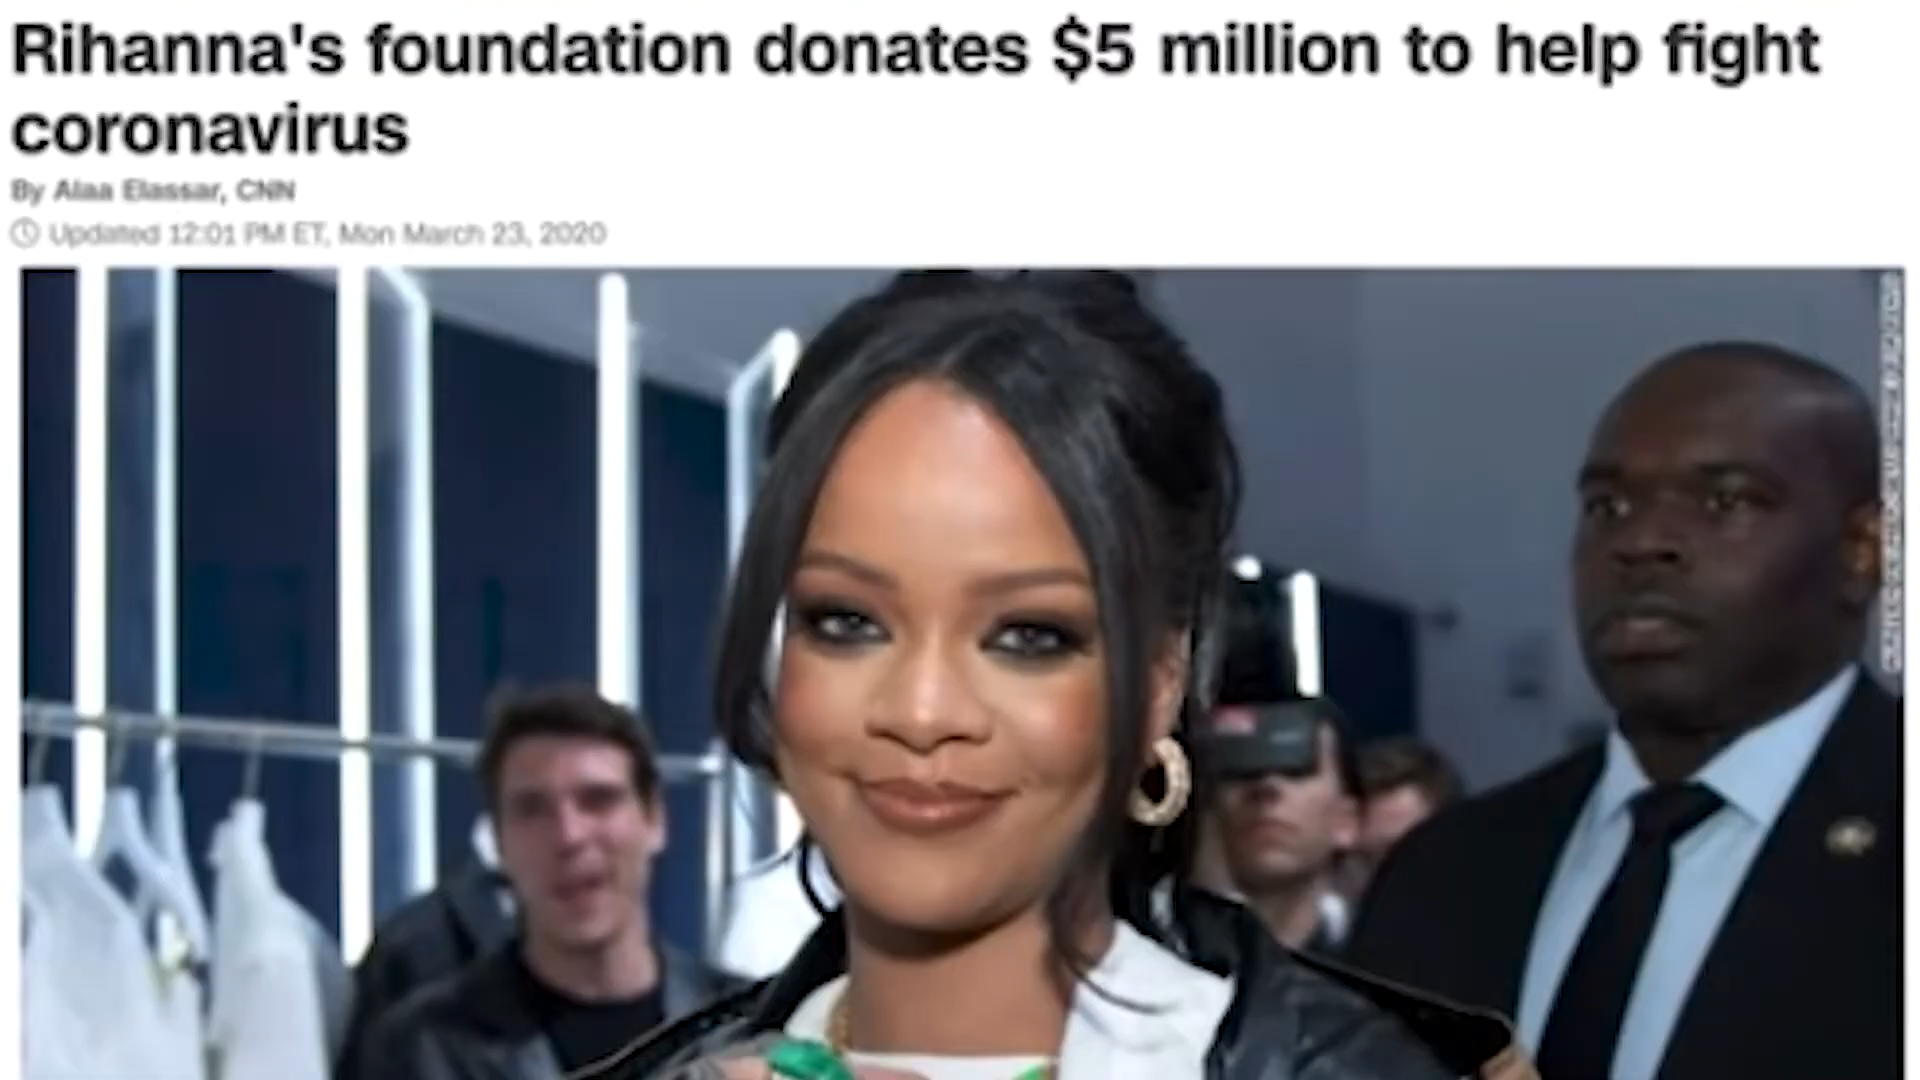 Rihanna's foundation donates $5 million to help fight
coronavirus
By Alaa Elassar, CNN
Updated 12:01 PM ET, Mon March 23, 2020